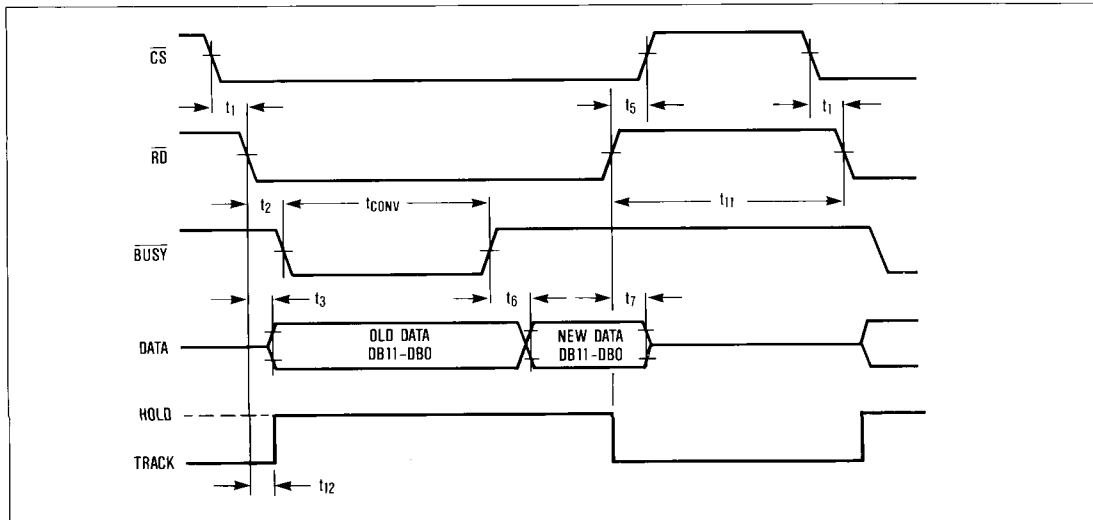 CS
t1
t5
t1
RD
t2
tCONV
t11
BUSY
t3
t6
t7
DATA
OLD DATA
DB11-DB0
NEW DATA
DB11-DB0
HOLD
TRACK
t12